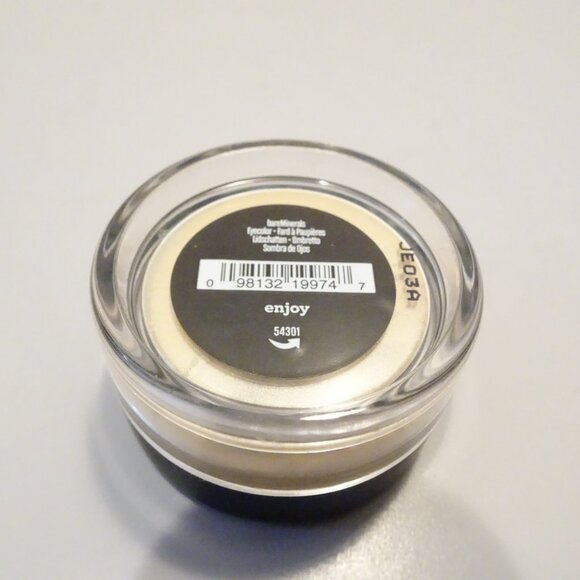 bareMinerals
Eyecolor • Fard à Paupières
Lidschatten • Ombretto
Sombra de Ojos
0 98132 19974 7
enjoy
54301
JE03A